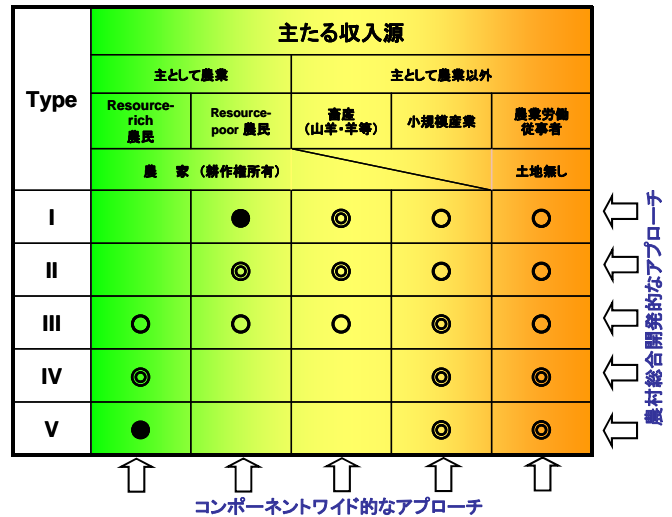 主たる収入源
Type
主として農業
主として農業以外
Resource-
rich
農民
Resource-
poor 農民
畜産
(山羊・羊等)
小規模産業
農業労働
従事者
農 家 (耕作権所有)
土地無し
I
● ◎ ○ ○
II
◎ ◎ ○ ○
III
○ ○ ○ ◎ ○
IV
◎ ◎ ◎
V
● ◎ ◎
農村総合開発的なアプローチ
コンポーネントワイド的なアプローチ